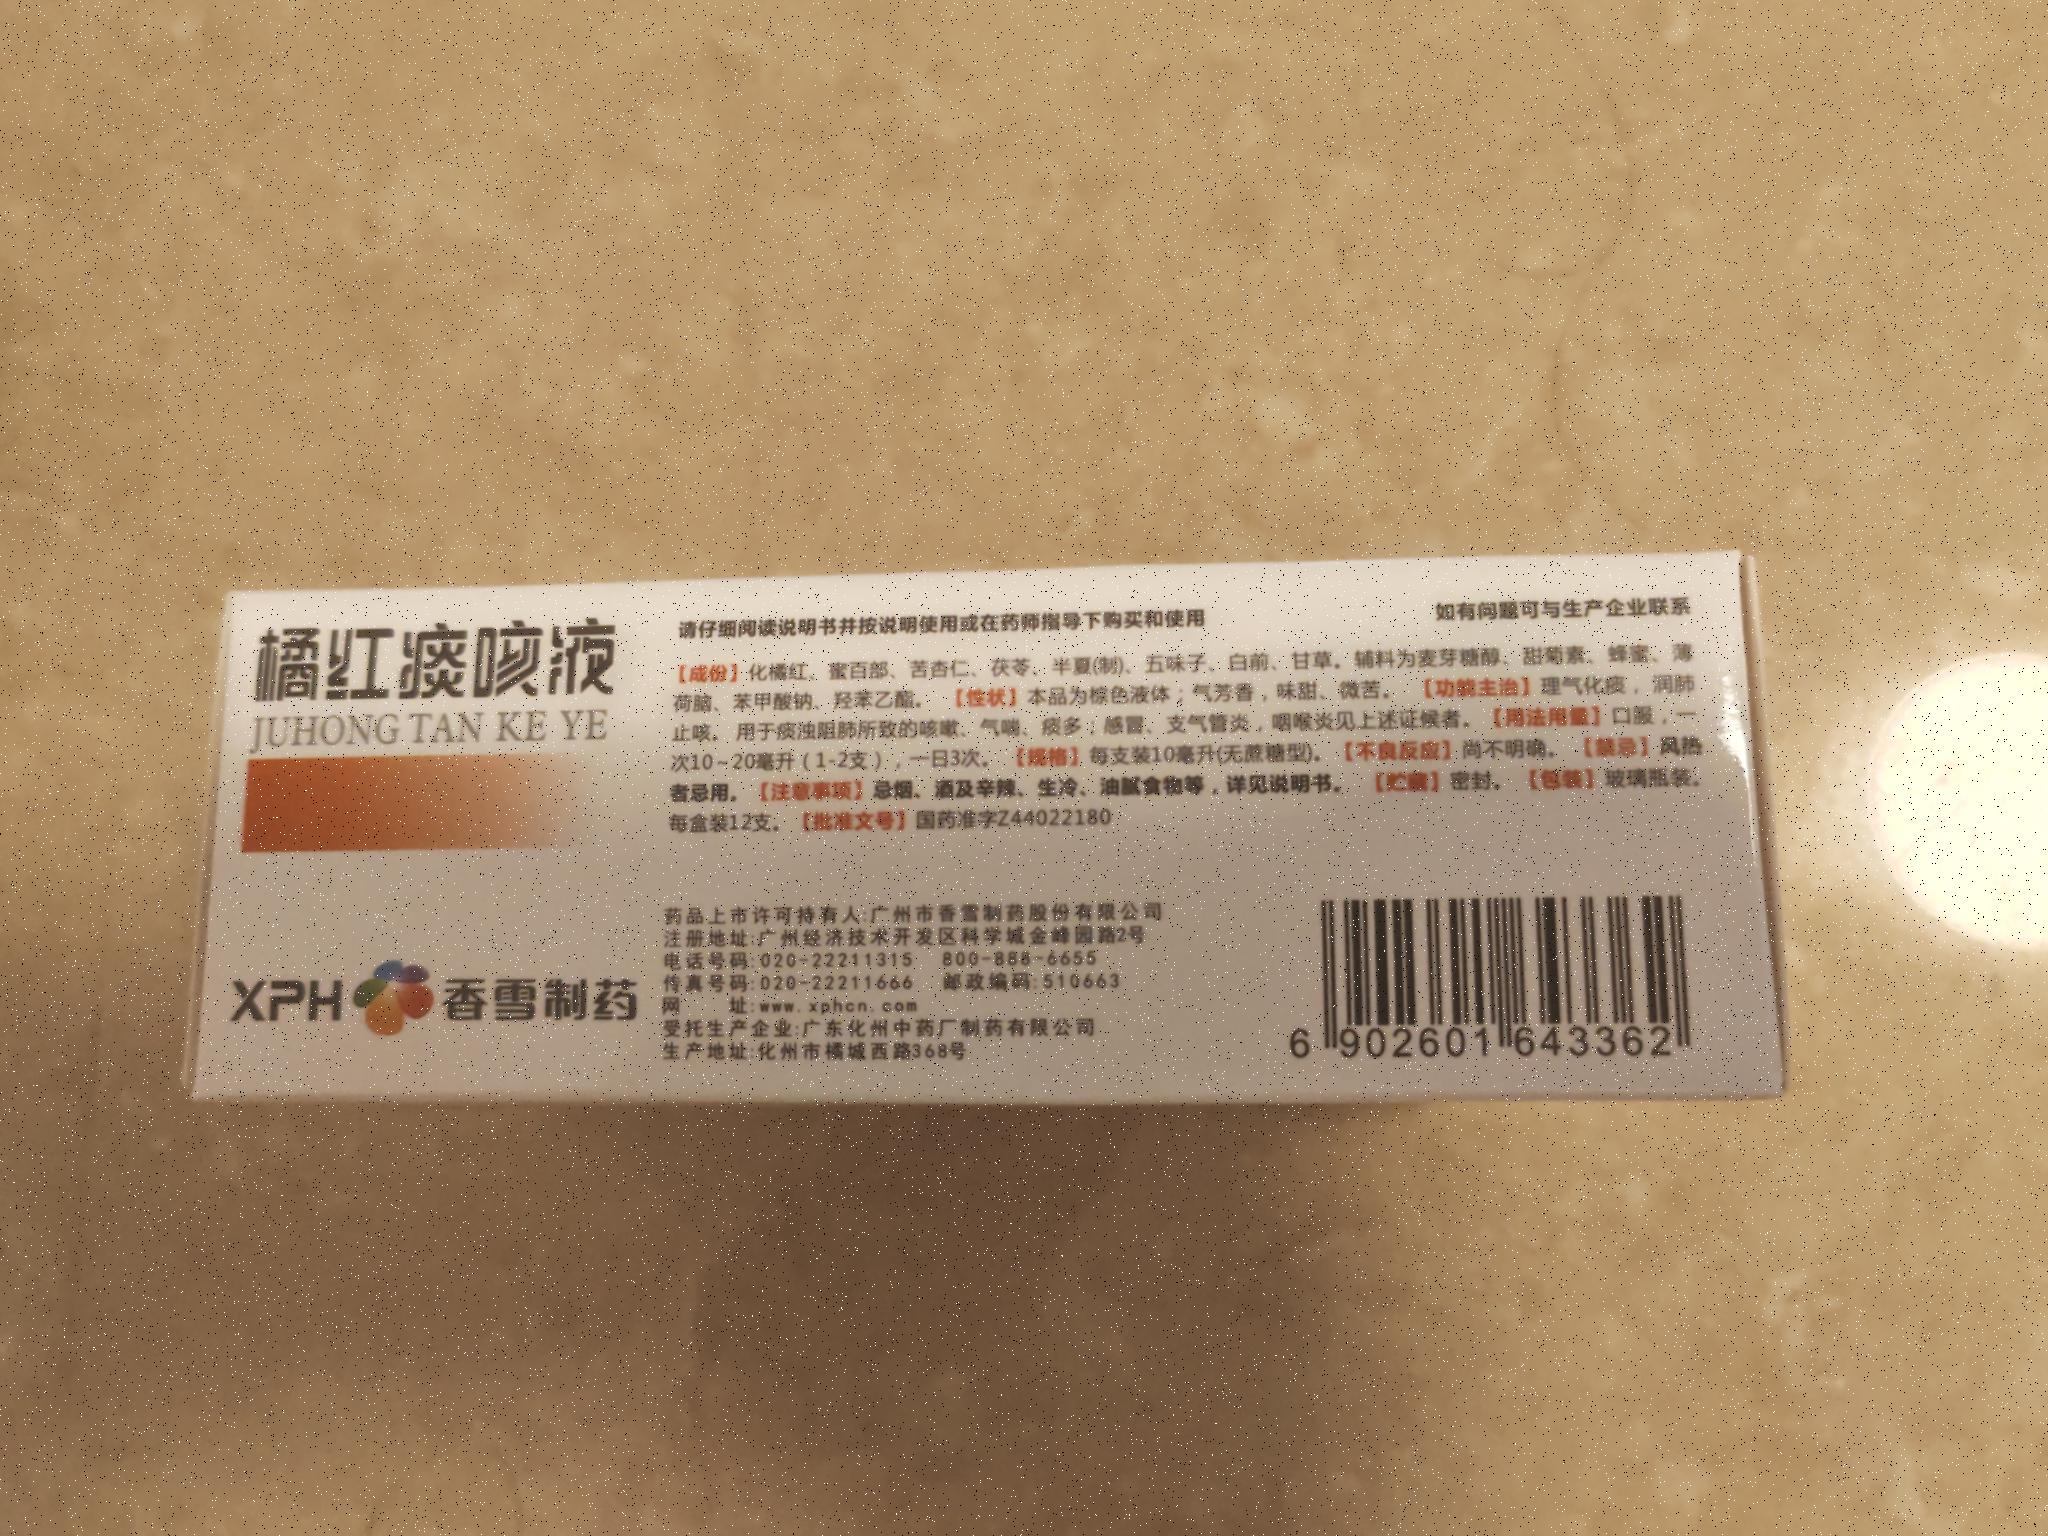 橘红痰咳液
JUHONG TAN KE YE
XPH 香雪制药
请仔细阅读说明书并按说明使用或在药师指导下购买和使用
如有问题可与生产企业联系
【成份】化橘红、蜜百部、苦杏仁、茯苓、半夏(制)、五味子、白前、甘草。辅料为麦芽糖醇、甜菊素、蜂蜜、薄
荷脑、苯甲酸钠、羟苯乙酯。 【性状】本品为棕色液体；气芳香，味甜、微苦。 【功能主治】理气化痰，润肺
止咳。用于痰浊阻肺所致的咳嗽、气喘、痰多；感冒、支气管炎，咽喉炎见上述证候者。【用法用量】口服，一
次10~20毫升（1-2支），一日3次。 【规格】每支装10毫升(无蔗糖型)。 【不良反应】尚不明确。 【禁忌】风热
者忌用。 【注意事项】忌烟、酒及辛辣、生冷、油腻食物等，详见说明书。 【贮藏】密封。 【包装】玻璃瓶装。
每盒装12支。 【批准文号】国药准字Z44022180
药品上市许可持有人:广州市香雪制药股份有限公司
注册地址:广州经济技术开发区科学城金峰园路2号
电话号码:020-22211315 800-888-6655
传真号码:020-22211666 邮政编码:510663
网 址:www.xphcn.com
受托生产企业:广东化州中药厂制药有限公司
生产地址:化州市橘城西路368号
6 902601 643362